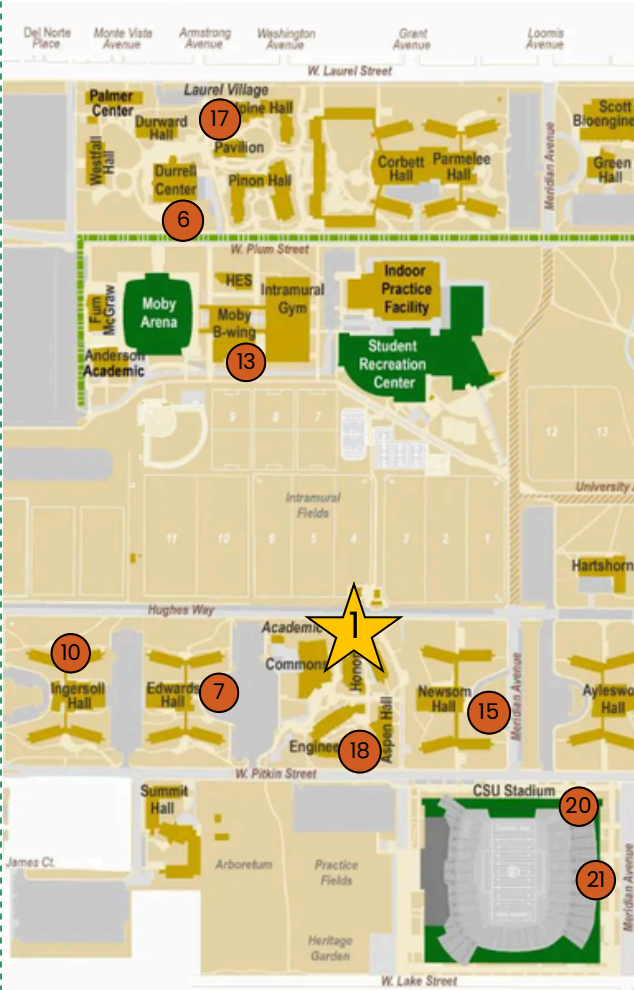 Del Norte
Place
Monte Vista
Avenue
Armstrong
Avenue
Washington
Avenue
Grant
Avenue
Loomis
Avenue
W. Laurel Street
Palmer
Center
Laurel Village
17
pine Hall
Durward
Hall
Pavilion
Westfall
Hall
Durrell
Center
Pinon Hall
6
Corbett
Hall
Parmelee
Hall
Meridian Avenue
Scott
Bioengine
Green
Hall
W. Plum Street
Fum
McGraw
Moby
Arena
HES
Moby
B-wing
Intramural
Gym
13
Indoor
Practice
Facility
Student
Recreation
Center
Anderson
Academic
9
8
7
12
13
University A
Intramural
Fields
11
10
6
5
4
3
2
1
Hartshorn
Hughes Way
Academic
Commons
1
Honor
10
Ingersoll
Hall
Edwards
Hall
7
Enginee
18
Aspen Hall
Newsom
Hall
15
Meridian Avenue
Ayleswo
Hall
W. Pitkin Street
Summit
Hall
CSU Stadium
20
21
James Ct.
Arboretum
Practice
Fields
Heritage
Garden
Meridian Avenue
W. Lake Street